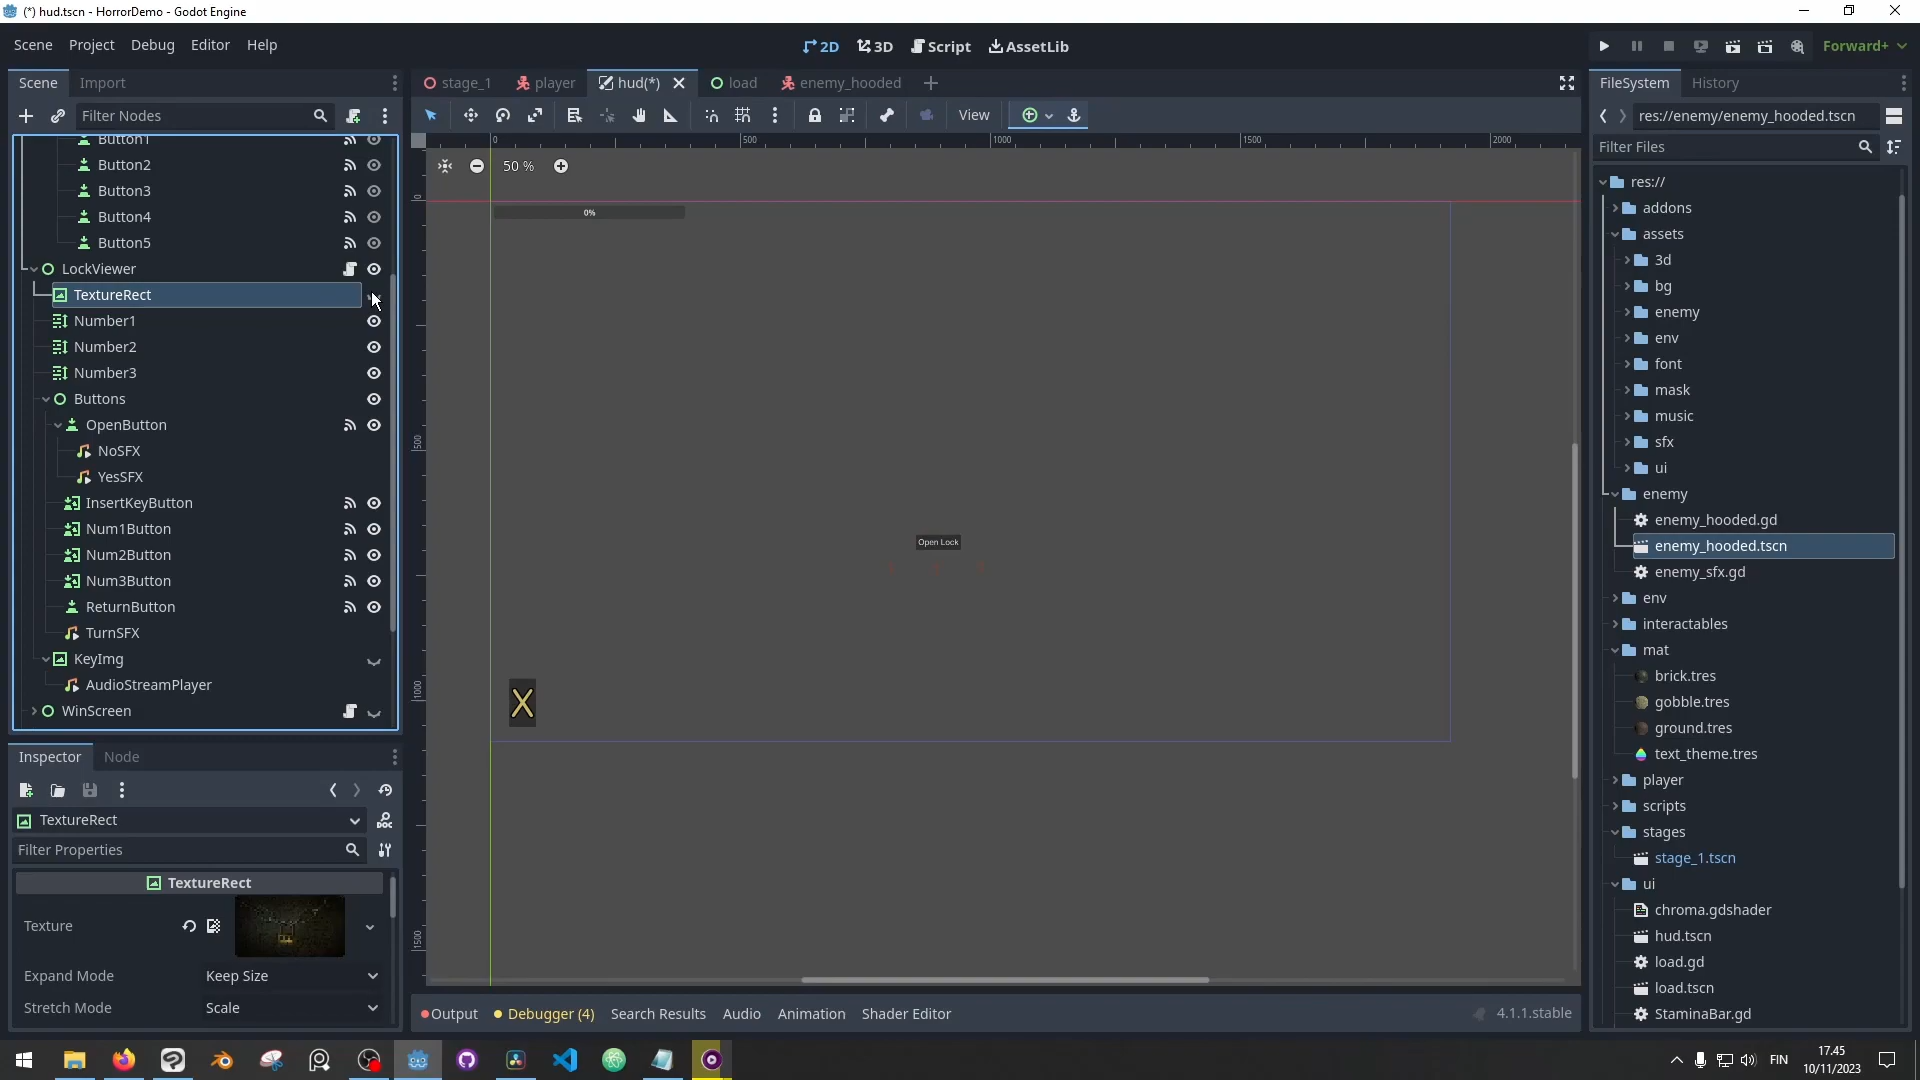 (*) hud.tscn - HorrorDemo - Godot Engine
Scene Project Debug Editor Help
2D 3D Script AssetLib
Forward+
Scene Import
Filter Nodes
Button1
Button2
Button3
Button4
Button5
LockViewer
TextureRect
Number1
Number2
Number3
Buttons
OpenButton
NoSFX
YesSFX
InsertKeyButton
Num1Button
Num2Button
Num3Button
ReturnButton
TurnSFX
KeyImg
AudioStreamPlayer
WinScreen
Inspector Node
TextureRect
Filter Properties
TextureRect
Texture
Expand Mode Keep Size
Stretch Mode Scale
stage_1 player hud(*) load enemy_hooded
View
0 500 1000 1500 2000
50 %
0
500
1000
1500
0%
Open Lock
X
Output Debugger (4) Search Results Audio Animation Shader Editor 4.1.1.stable
FileSystem History
res://enemy/enemy_hooded.tscn
Filter Files
res://
addons
assets
3d
bg
enemy
env
font
mask
music
sfx
ui
enemy
enemy_hooded.gd
enemy_hooded.tscn
enemy_sfx.gd
env
interactables
mat
brick.tres
gobble.tres
ground.tres
text_theme.tres
player
scripts
stages
stage_1.tscn
ui
chroma.gdshader
hud.tscn
load.gd
load.tscn
StaminaBar.gd
FIN
17.45
10/11/2023